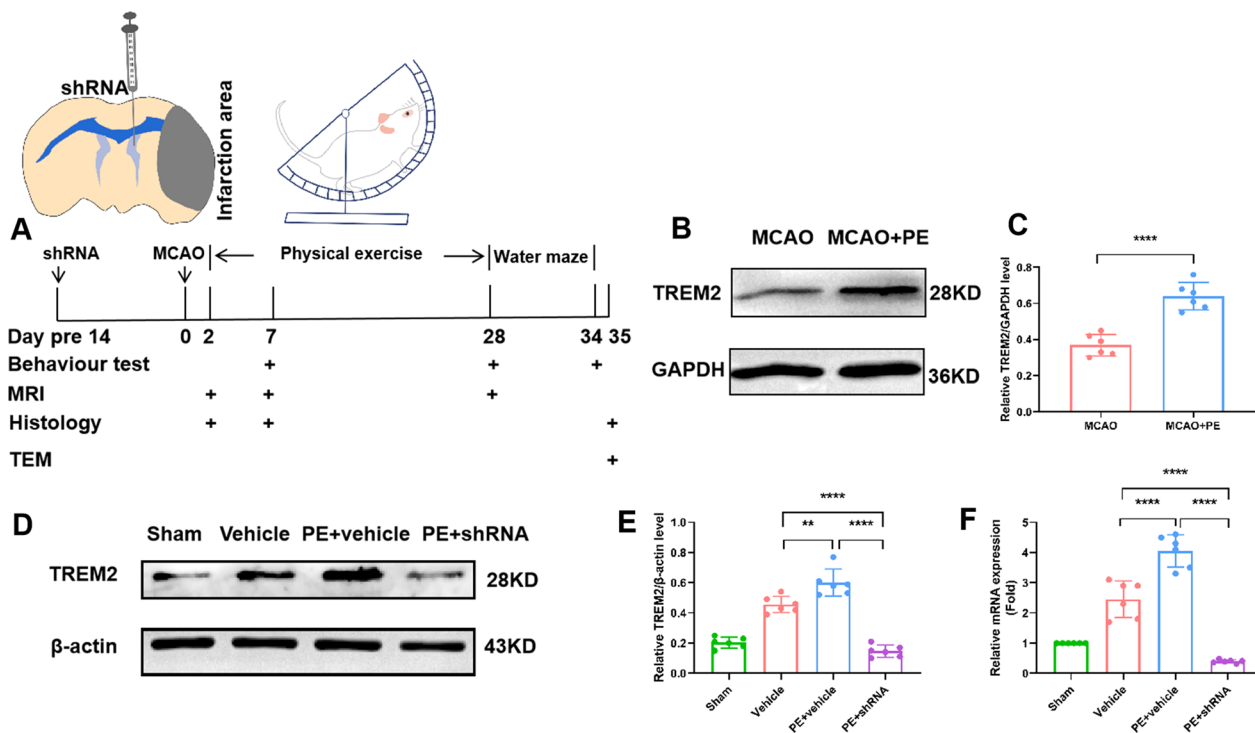 shRNA
Infarction area
A
shRNA MCAO Physical exercise Water maze
Day pre 14 0 2 7 28 34 35
Behaviour test + + +
MRI + + +
Histology + + +
TEM +
B
MCAO MCAO+PE
TREM2 28KD
GAPDH 36KD
C
****
Relative TREM2/GAPDH level
0.8
0.6
0.4
0.2
0.0
MCAO MCAO+PE
D
Sham Vehicle PE+vehicle PE+shRNA
TREM2 28KD
β-actin 43KD
E
****
** ****
Relative TREM2/β-actin level
1.0
0.8
0.6
0.4
0.2
0.0
Sham Vehicle PE+vehicle PE+shRNA
F
****
**** ****
Relative mRNA expression
(Fold)
5
4
3
2
1
0
Sham Vehicle PE+vehicle PE+shRNA